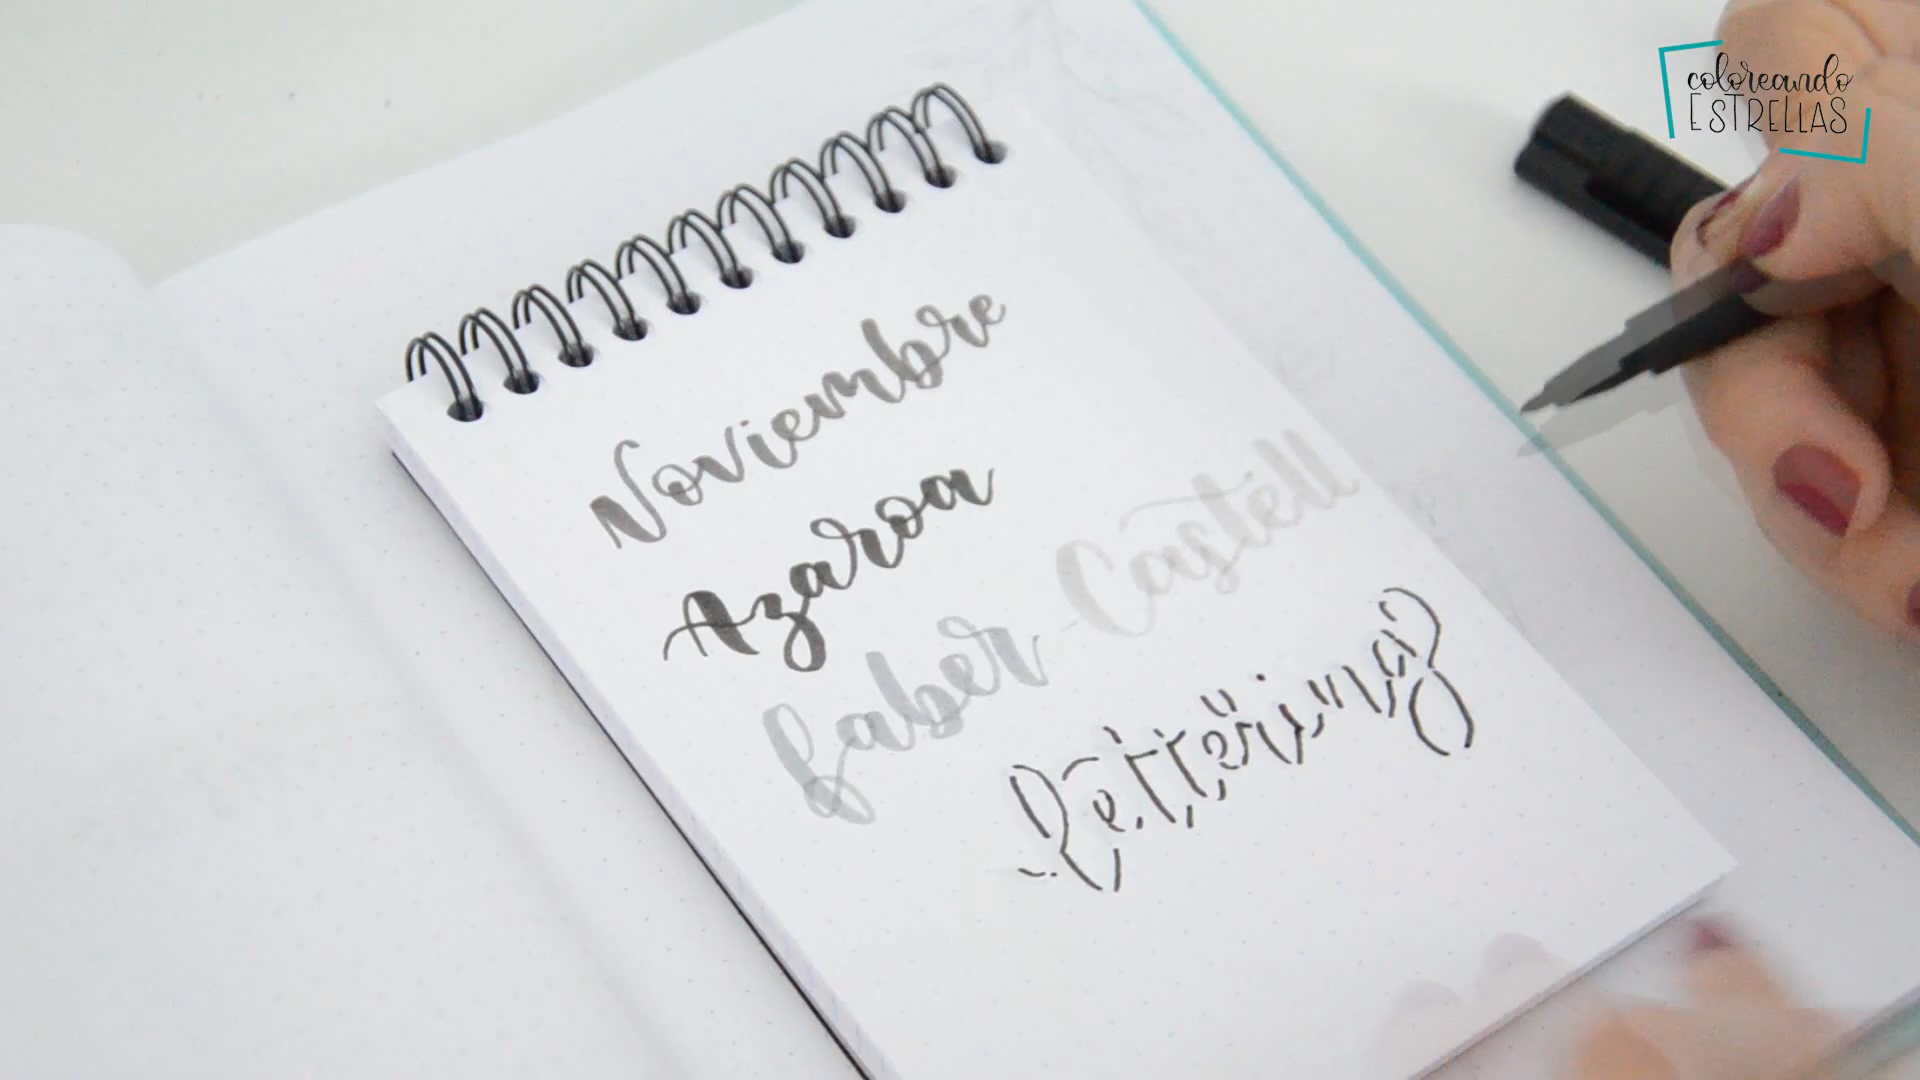 coloreando
ESTRELLAS
Noviembre
Azaroa
Faber-Castell
Lettering